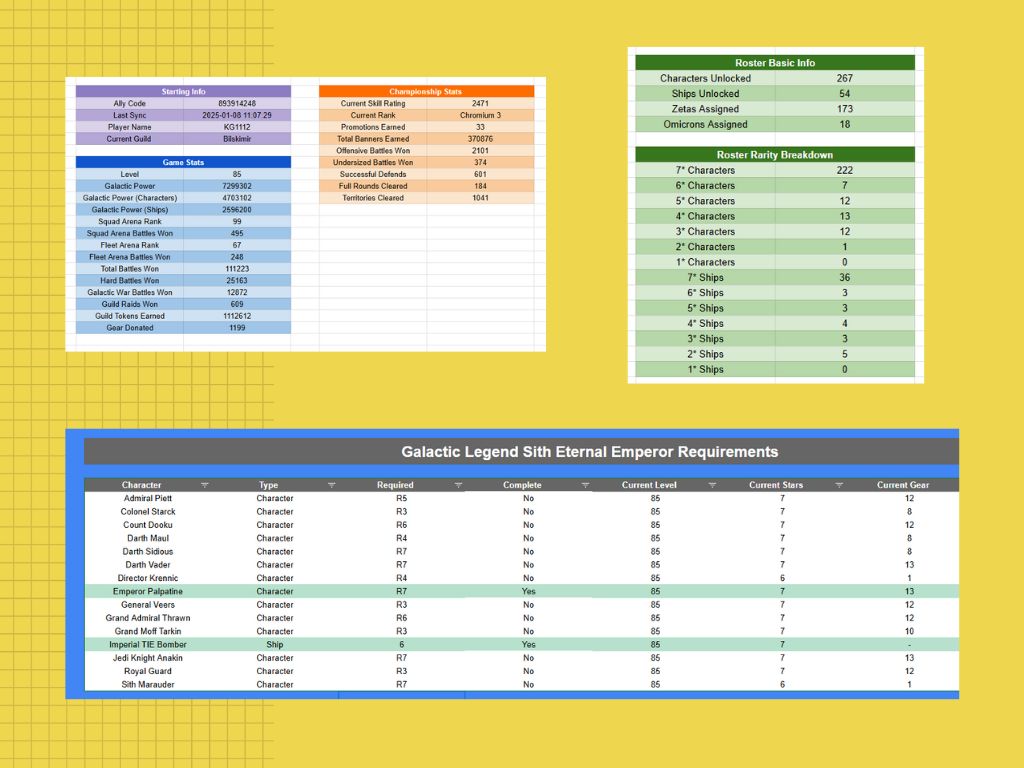 Starting Info
Ally Code 893914248
Last Sync 2025-01-08 11:07:29
Player Name KG1112
Current Guild Bilskimir
Game Stats
Level 85
Galactic Power 7299302
Galactic Power (Characters) 4703102
Galactic Power (Ships) 2596200
Squad Arena Rank 99
Squad Arena Battles Won 495
Fleet Arena Rank 67
Fleet Arena Battles Won 248
Total Battles Won 111223
Hard Battles Won 25163
Galactic War Battles Won 12872
Guild Raids Won 609
Guild Tokens Earned 1112612
Gear Donated 1199
Championship Stats
Current Skill Rating 2471
Current Rank Chromium 3
Promotions Earned 33
Total Banners Earned 370876
Offensive Battles Won 2101
Undersized Battles Won 374
Successful Defends 601
Full Rounds Cleared 184
Territories Cleared 1041
Roster Basic Info
Characters Unlocked 267
Ships Unlocked 54
Zetas Assigned 173
Omicrons Assigned 18
Roster Rarity Breakdown
7* Characters 222
6* Characters 7
5* Characters 12
4* Characters 13
3* Characters 12
2* Characters 1
1* Characters 0
7* Ships 36
6* Ships 3
5* Ships 3
4* Ships 4
3* Ships 3
2* Ships 5
1* Ships 0
Galactic Legend Sith Eternal Emperor Requirements
Character Type Required Complete Current Level Current Stars Current Gear
Admiral Piett Character R5 No 85 7 12
Colonel Starck Character R3 No 85 7 8
Count Dooku Character R6 No 85 7 12
Darth Maul Character R4 No 85 7 8
Darth Sidious Character R7 No 85 7 8
Darth Vader Character R7 No 85 7 13
Director Krennic Character R4 No 85 6 1
Emperor Palpatine Character R7 Yes 85 7 13
General Veers Character R3 No 85 7 12
Grand Admiral Thrawn Character R6 No 85 7 12
Grand Moff Tarkin Character R3 No 85 7 10
Imperial TIE Bomber Ship 6 Yes 85 7 -
Jedi Knight Anakin Character R7 No 85 7 13
Royal Guard Character R3 No 85 7 12
Sith Marauder Character R7 No 85 6 1